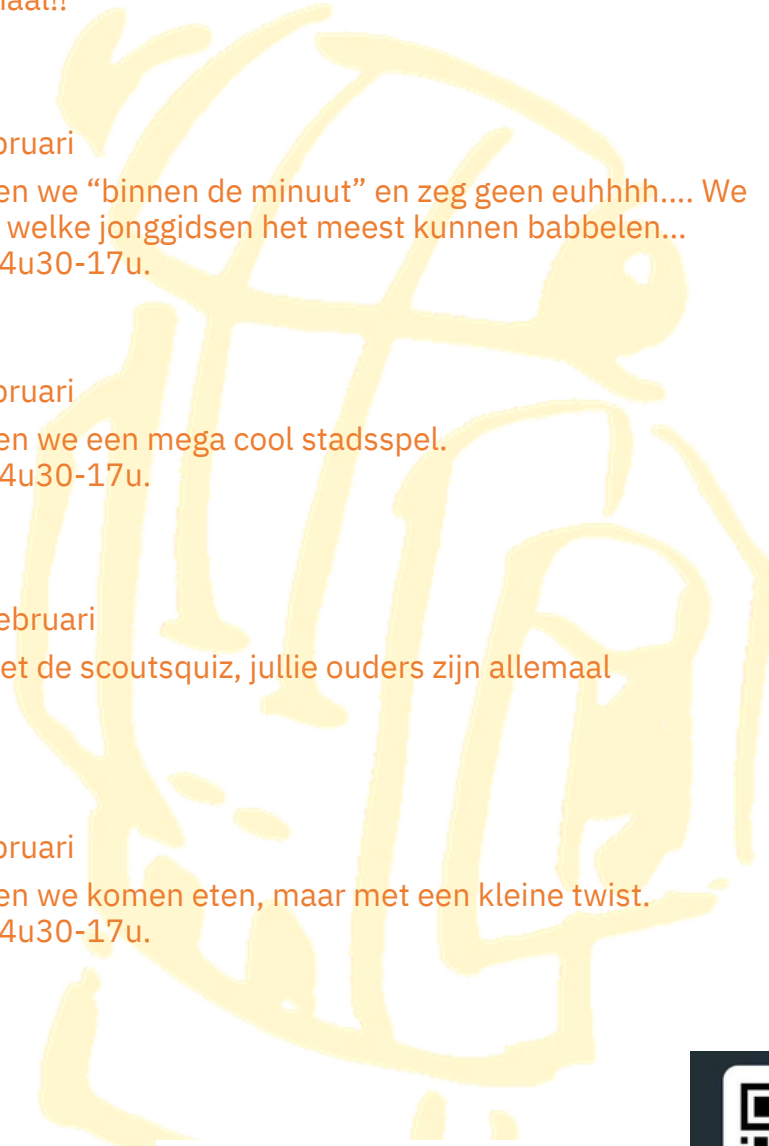 bruari
en we “binnen de minuut” en zeg geen euhhhh.... We
welke jonggidsen het meest kunnen babbelen...
4u30-17u.
bruari
en we een mega cool stadsspel.
4u30-17u.
ebruari
et de scoutsquiz, jullie ouders zijn allemaal
bruari
en we komen eten, maar met een kleine twist.
4u30-17u.